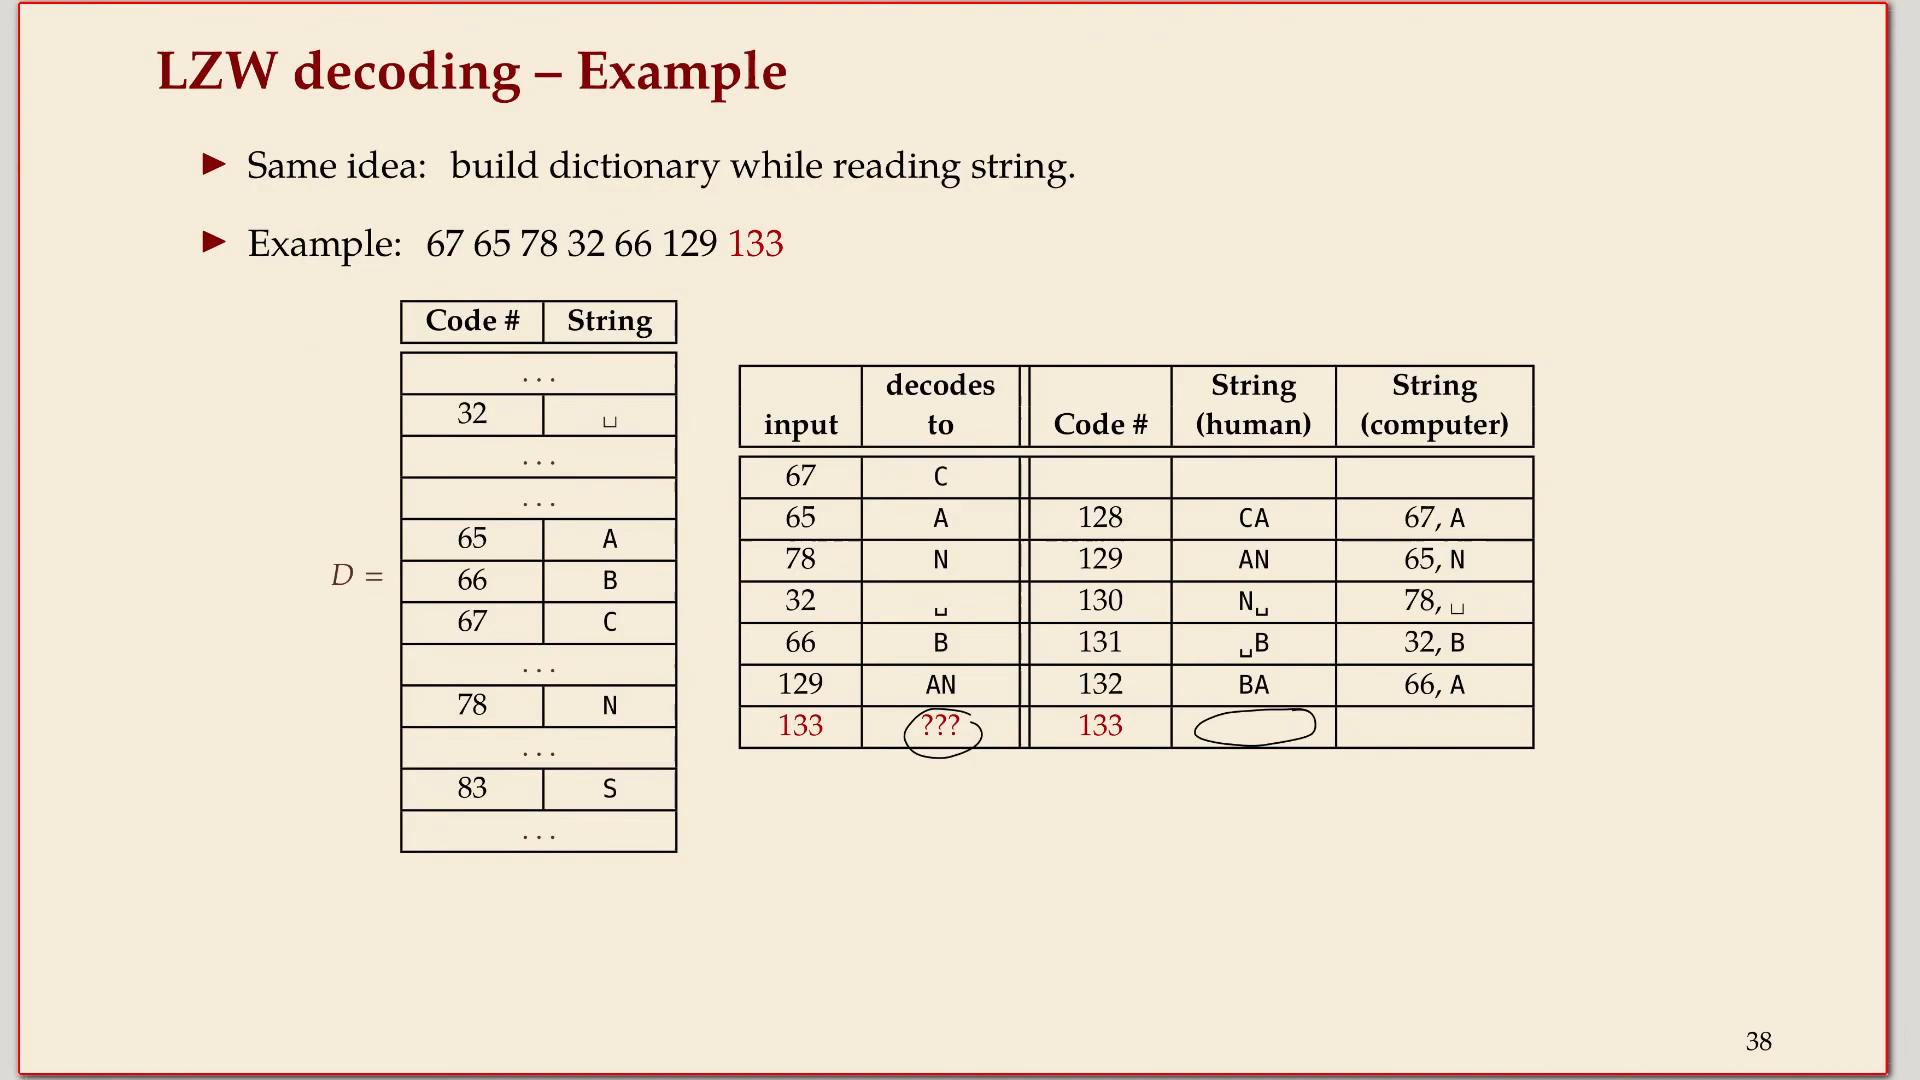 LZW decoding – Example
▶ Same idea: build dictionary while reading string.
▶ Example: 67 65 78 32 66 129 133
Code # String
...
32 ␣
...
...
65 A
D = 66 B
67 C
...
78 N
...
83 S
...
input decodes to Code # String (human) String (computer)
67 C
65 A 128 CA 67, A
78 N 129 AN 65, N
32 ␣ 130 N␣ 78, ␣
66 B 131 ␣B 32, B
129 AN 132 BA 66, A
133 ??? 133
38